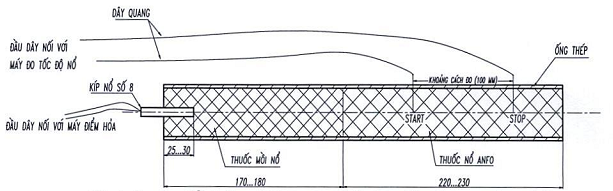 DÂY QUANG
ĐẦU DÂY NỐI VỚI
MÁY ĐO TỐC ĐỘ NỔ
ỐNG THÉP
KHOẢNG CÁCH ĐO (100 MM)
KÍP NỔ SỐ 8
START
STOP
ĐẦU DÂY NỐI VỚI MÁY ĐIỂM HỎA
25...30
THUỐC MỒI NỔ
THUỐC NỔ ANFO
170...180
220...230